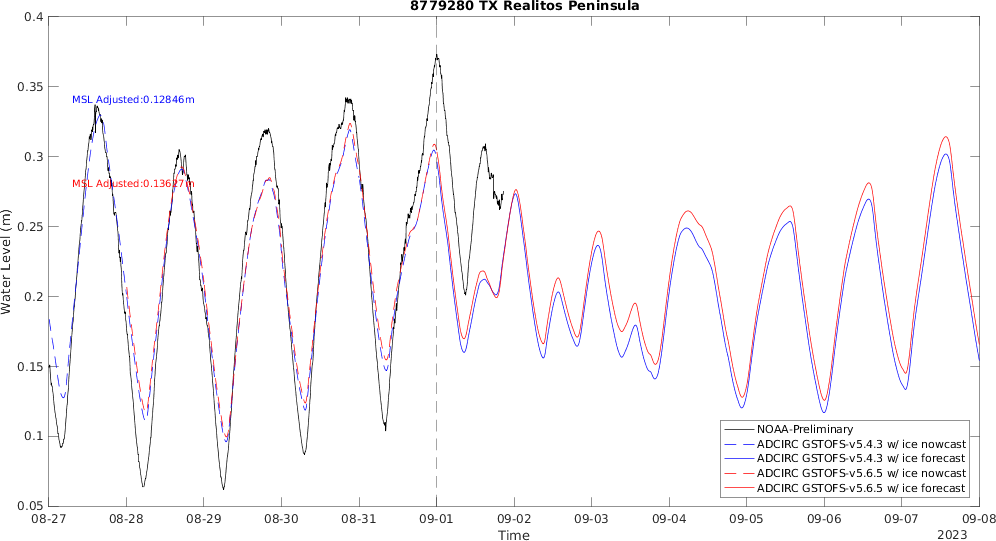 8779280 TX Realitos Peninsula
0.4
0.35
0.3
0.25
0.2
0.15
0.1
0.05
Water Level (m)
MSL Adjusted:0.12846m
MSL Adjusted:0.13627m
NOAA-Preliminary
ADCIRC GSTOFS-v5.4.3 w/ ice nowcast
ADCIRC GSTOFS-v5.4.3 w/ ice forecast
ADCIRC GSTOFS-v5.6.5 w/ ice nowcast
ADCIRC GSTOFS-v5.6.5 w/ ice forecast
08-27 08-28 08-29 08-30 08-31 09-01 09-02 09-03 09-04 09-05 09-06 09-07 09-08
Time
2023